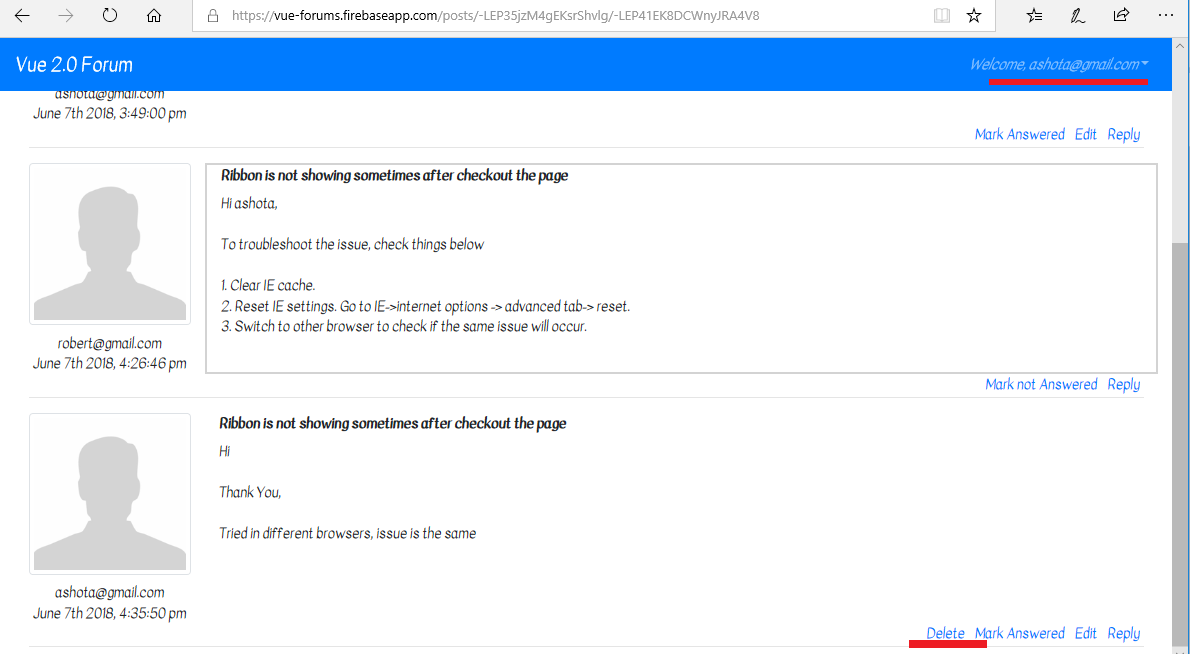 https://vue-forums.firebaseapp.com/posts/-LEP35jzM4gEKsrShvlg/-LEP41EK8DCWnyJRA4V8
Vue 2.0 Forum
Welcome, ashota@gmail.com
ashota@gmail.com
June 7th 2018, 3:49:00 pm
Mark Answered Edit Reply
Ribbon is not showing sometimes after checkout the page
Hi ashota,
To troubleshoot the issue, check things below
1. Clear IE cache.
2. Reset IE settings. Go to IE->internet options -> advanced tab-> reset.
3. Switch to other browser to check if the same issue will occur.
robert@gmail.com
June 7th 2018, 4:26:46 pm
Mark not Answered Reply
Ribbon is not showing sometimes after checkout the page
Hi
Thank You,
Tried in different browsers, issue is the same
ashota@gmail.com
June 7th 2018, 4:35:50 pm
Delete Mark Answered Edit Reply